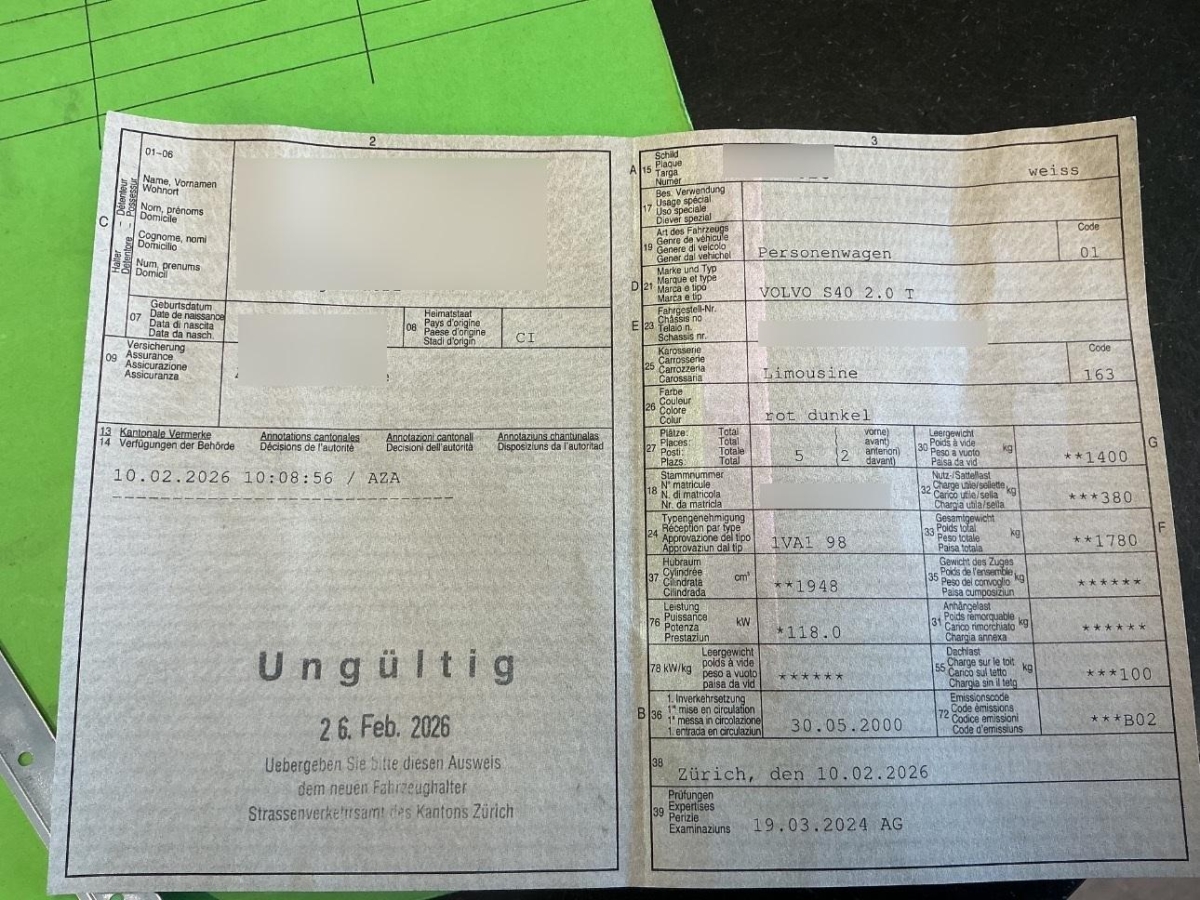 2
01–06
Halter – Détenteur
Detentore – Possessur
C
Name, Vornamen
Wohnort
Nom, prénoms
Domicile
Cognome, nomi
Domicilio
Num, prenums
Domicil
07
Geburtsdatum
Date de naissance
Data di nascita
Data da nasch.
08
Heimatstaat
Pays d'origine
Paese d'origine
Stadi d'origin
CI
09
Versicherung
Assurance
Assicurazione
Assicuranza
13 Kantonale Vermerke Annotations cantonales Annotazioni cantonali Annotaziuns chantunalas
14 Verfügungen der Behörde Décisions de l'autorité Decisioni dell'autorità Disposiziuns da l'autoritad
10.02.2026 10:08:56 / AZA
Ungültig
26. Feb. 2026
Uebergeben Sie bitte diesen Ausweis
dem neuen Fahrzeughalter
Strassenverkehrsamt des Kantons Zürich
3
A 15
Schild
Plaque
Targa
Numer
weiss
17
Bes. Verwendung
Usage spécial
Uso speciale
Diever spezial
19
Art des Fahrzeugs
Genre de véhicule
Genere di veicolo
Gener dal vehichel
Personenwagen
Code
01
D 21
Marke und Typ
Marque et type
Marca e tipo
Marca e tip
VOLVO S40 2.0 T
E 23
Fahrgestell-Nr.
Châssis no
Telaio n.
Schassis nr.
25
Karosserie
Carrosserie
Carrozzeria
Carossaria
Limousine
Code
163
26
Farbe
Couleur
Colore
Colur
rot dunkel
27
Plätze: Total
Places: Total
Posti: Totale
Plazs: Total
5
(2
vorne)
avant)
anteriori)
davant)
30
Leergewicht
Poids à vide
Peso a vuoto
Paisa da vid
kg
**1400
G
18
Stammnummer
N° matricule
N. di matricola
Nr. da matricla
32
Nutz-/Sattellast
Charge utile/sellette
Carico utile/sella
Chargia utila/sella
kg
***380
24
Typengenehmigung
Réception par type
Approvazione del tipo
Approvaziun dal tip
1VA1 98
33
Gesamtgewicht
Poids total
Peso totale
Paisa totala
kg
**1780
F
37
Hubraum
Cylindrée
Cilindrata
Cilindrada
cm³
**1948
35
Gewicht des Zuges
Poids de l'ensemble
Peso del convoglio
Paisa cumposiziun
kg
******
76
Leistung
Puissance
Potenza
Prestaziun
kW
*118.0
31
Anhängelast
Poids remorquable
Carico rimorchiato
Chargia annexa
kg
******
78 kW/kg
Leergewicht
poids à vide
peso a vuoto
paisa da vid
******
55
Dachlast
Charge sur le toit
Carico sul tetto
Chargia sin il tetg
kg
***100
B 36
1. Inverkehrsetzung
1re mise en circulation
1a messa in circolazione
1. entrada en circulaziun
30.05.2000
72
Emissionscode
Code émissions
Codice emissioni
Code d'emissiuns
***B02
38
Zürich, den 10.02.2026
39
Prüfungen
Expertises
Perizie
Examinaziuns
19.03.2024 AG